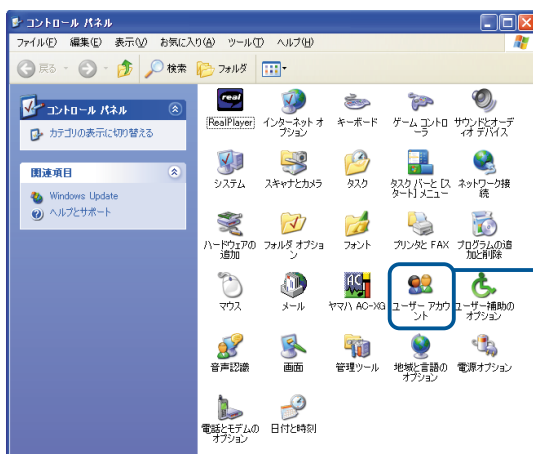 コントロール パネル
ファイル(F) 編集(E) 表示(V) お気に入り(A) ツール(T) ヘルプ(H)
戻る 検索 フォルダ
コントロール パネル
カテゴリの表示に切り替える
関連項目
Windows Update
ヘルプとサポート
real
RealPlayer
インターネット オ
プション
キーボード
ゲーム コントロ
ーラ
サウンドとオーデ
ィオ デバイス
システム
スキャナとカメラ
タスク
タスク バーと [ス
タート] メニュー
ネットワーク接
続
ハードウェアの
追加
フォルダ オプショ
ン
フォント
プリンタと FAX
プログラムの追
加と削除
マウス
メール
AC
ヤマハ AC-XG
ユーザー アカウ
ント
ユーザー補助の
オプション
音声認識
画面
管理ツール
地域と言語の
オプション
電源オプション
電話とモデムの
オプション
日付と時刻